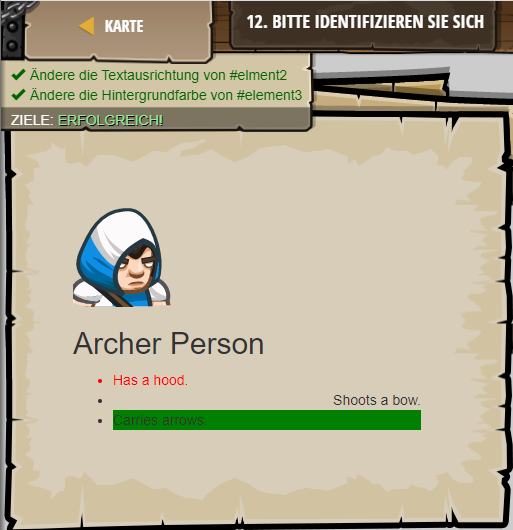 KARTE
12. BITTE IDENTIFIZIEREN SIE SICH
Ändere die Textausrichtung von #elment2
Ändere die Hintergrundfarbe von #element3
ZIELE: ERFOLGREICH!
Archer Person
Has a hood.
Shoots a bow.
Carries arrows.